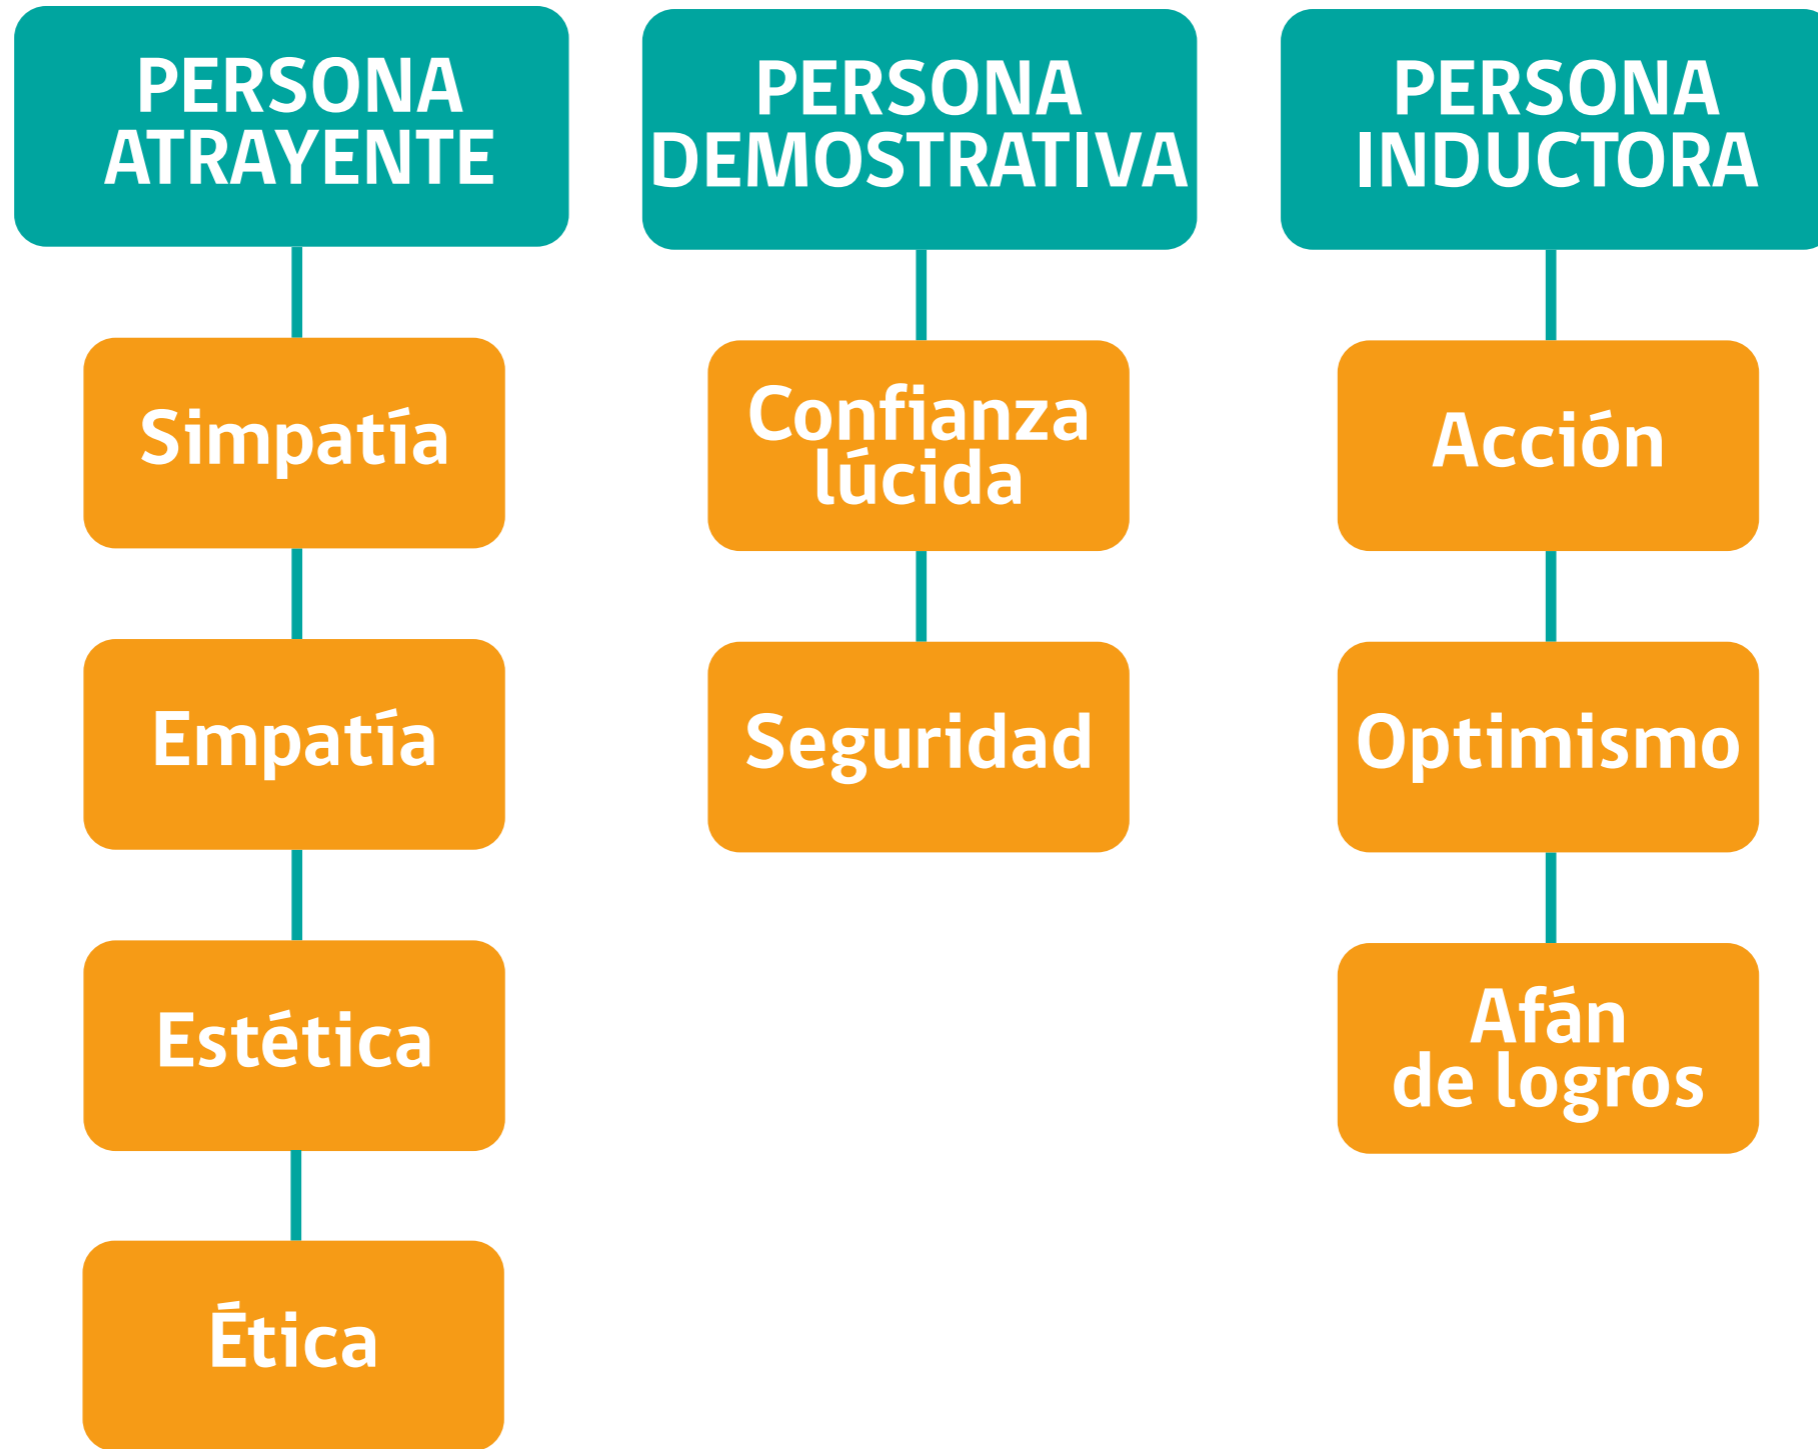 PERSONA
ATRAYENTE
Simpatía
Empatía
Estética
Ética
PERSONA
DEMOSTRATIVA
Confianza
lúcida
Seguridad
PERSONA
INDUCTORA
Acción
Optimismo
Afán
de logros